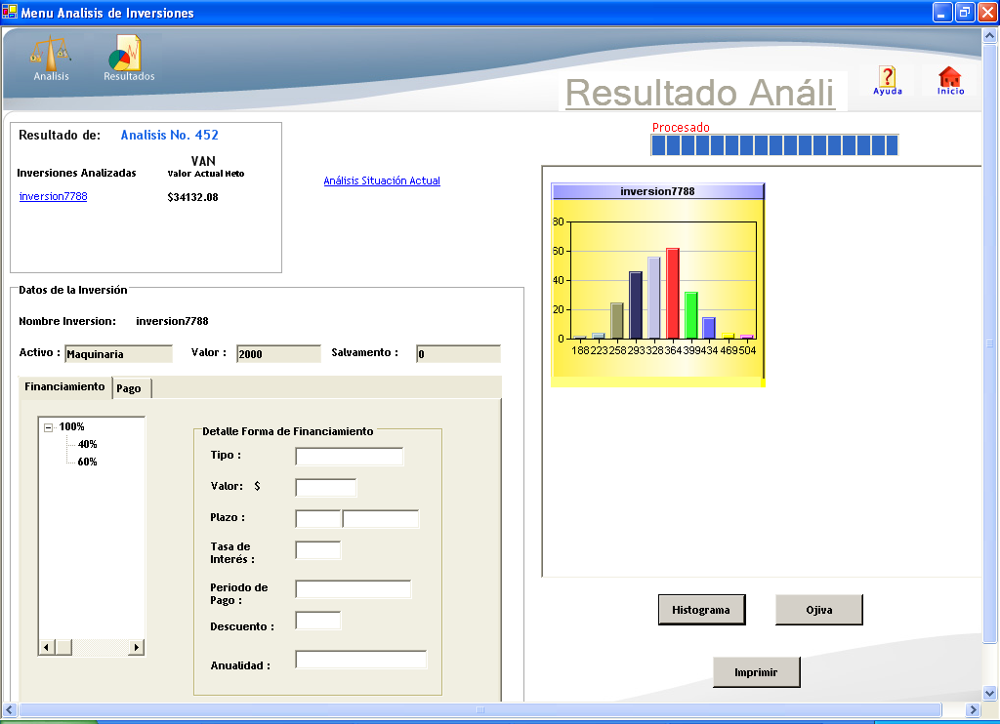 Menu Analisis de Inversiones
Analisis
Resultados
Resultado Análi
Ayuda
Inicio
Resultado de: Analisis No. 452
VAN
Inversiones Analizadas Valor Actual Neto
inversion7788 $34132.08
Análisis Situación Actual
Procesado
inversion7788
80
60
40
20
0
188 223 258 293 328 364 399 434 469 504
Datos de la Inversión
Nombre Inversion: inversion7788
Activo : Maquinaria Valor : 2000 Salvamento : 0
Financiamiento Pago
100%
40%
60%
Detalle Forma de Financiamiento
Tipo :
Valor: $
Plazo :
Tasa de
Interés :
Periodo de
Pago :
Descuento :
Anualidad :
Histograma
Ojiva
Imprimir